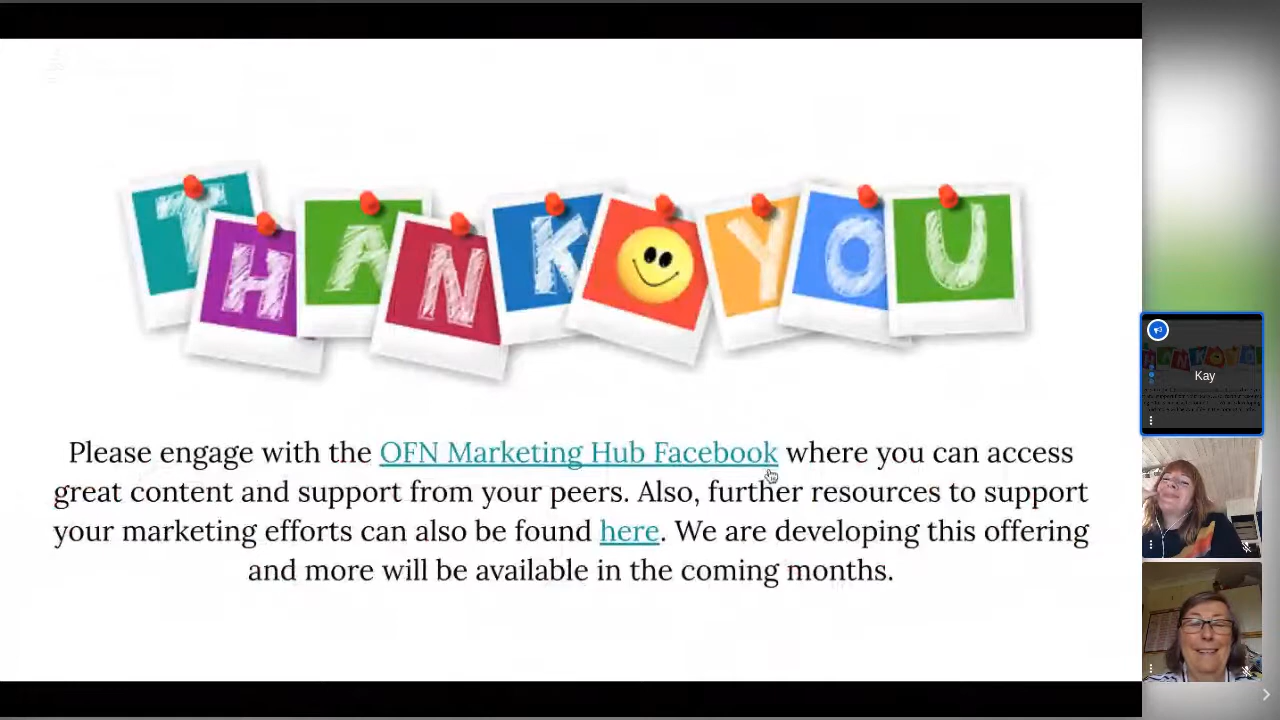 THANK YOU
Please engage with the OFN Marketing Hub Facebook where you can access
great content and support from your peers. Also, further resources to support
your marketing efforts can also be found here. We are developing this offering
and more will be available in the coming months.
Kay